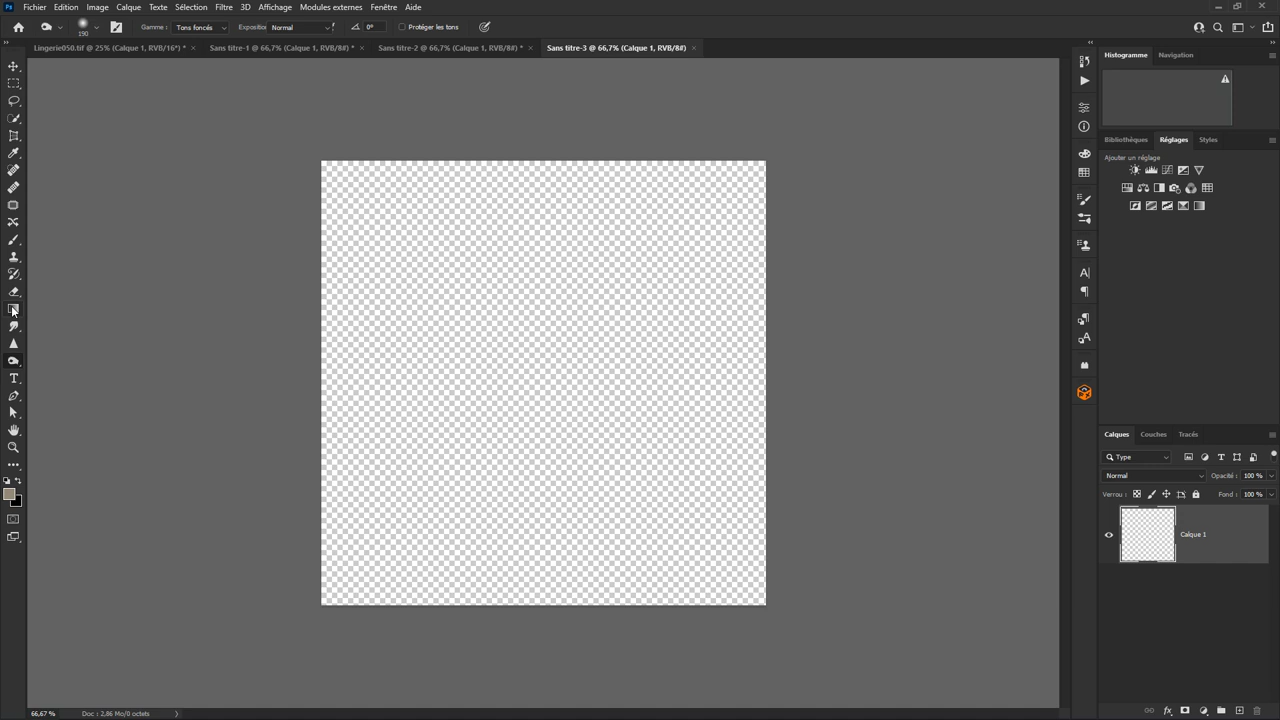 Ps Fichier Edition Image Calque Texte Sélection Filtre 3D Affichage Modules externes Fenêtre Aide
190 Gamme : Tons foncés Expositio Normal 0° Protéger les tons
Lingerie050.tif @ 25% (Calque 1, RVB/16*) * × Sans titre-1 @ 66,7% (Calque 1, RVB/8#) * × Sans titre-2 @ 66,7% (Calque 1, RVB/8#) * × Sans titre-3 @ 66,7% (Calque 1, RVB/8#) ×
Histogramme Navigation
Bibliothèques Réglages Styles
Ajouter un réglage
Calques Couches Tracés
Type
Normal Opacité : 100 %
Verrou : Fond : 100 %
Calque 1
66,67 % Doc : 2,86 Mo/0 octets